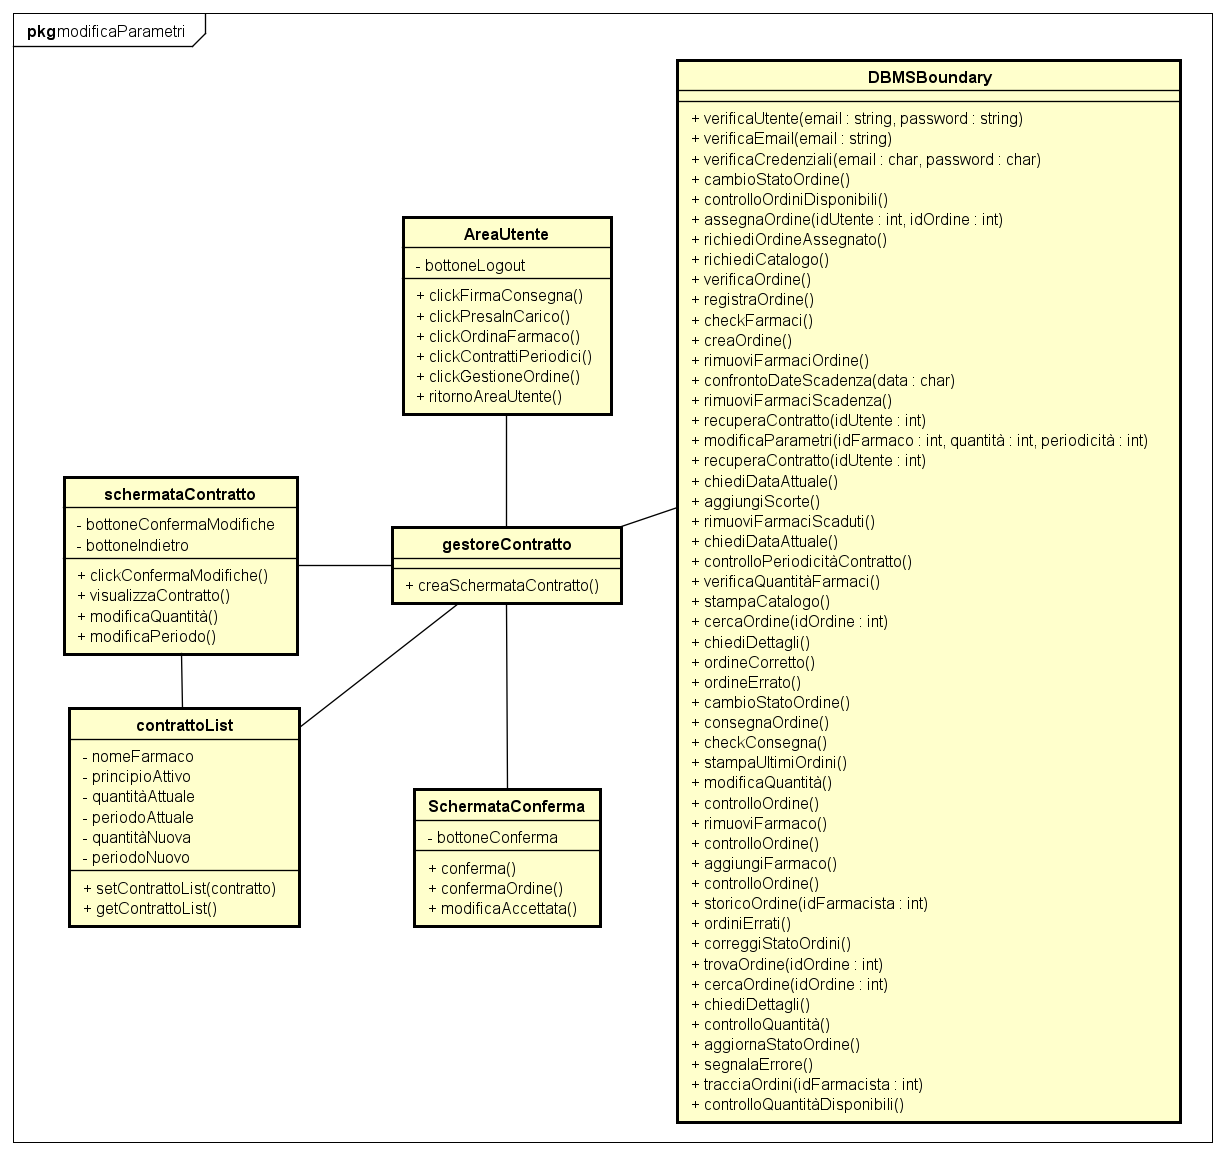 pkg modificaParametri
DBMSBoundary
+ verificaUtente(email : string, password : string)
+ verificaEmail(email : string)
+ verificaCredenziali(email : char, password : char)
+ cambioStatoOrdine()
+ controlloOrdiniDisponibili()
+ assegnaOrdine(idUtente : int, idOrdine : int)
+ richiediOrdineAssegnato()
+ richiediCatalogo()
+ verificaOrdine()
+ registraOrdine()
+ checkFarmaci()
+ creaOrdine()
+ rimuoviFarmaciOrdine()
+ confrontoDateScadenza(data : char)
+ rimuoviFarmaciScadenza()
+ recuperaContratto(idUtente : int)
+ modificaParametri(idFarmaco : int, quantità : int, periodicità : int)
+ recuperaContratto(idUtente : int)
+ chiediDataAttuale()
+ aggiungiScorte()
+ rimuoviFarmaciScaduti()
+ chiediDataAttuale()
+ controlloPeriodicitàContratto()
+ verificaQuantitàFarmaci()
+ stampaCatalogo()
+ cercaOrdine(idOrdine : int)
+ chiediDettagli()
+ ordineCorretto()
+ ordineErrato()
+ cambioStatoOrdine()
+ consegnaOrdine()
+ checkConsegna()
+ stampaUltimiOrdini()
+ modificaQuantità()
+ controlloOrdine()
+ rimuoviFarmaco()
+ controlloOrdine()
+ aggiungiFarmaco()
+ controlloOrdine()
+ storicoOrdine(idFarmacista : int)
+ ordiniErrati()
+ correggiStatoOrdini()
+ trovaOrdine(idOrdine : int)
+ cercaOrdine(idOrdine : int)
+ chiediDettagli()
+ controlloQuantità()
+ aggiornaStatoOrdine()
+ segnalaErrore()
+ tracciaOrdini(idFarmacista : int)
+ controlloQuantitàDisponibili()
AreaUtente
- bottoneLogout
+ clickFirmaConsegna()
+ clickPresaInCarico()
+ clickOrdinaFarmaco()
+ clickContrattiPeriodici()
+ clickGestioneOrdine()
+ ritornoAreaUtente()
schermataContratto
- bottoneConfermaModifiche
- bottoneIndietro
+ clickConfermaModifiche()
+ visualizzaContratto()
+ modificaQuantità()
+ modificaPeriodo()
gestoreContratto
+ creaSchermataContratto()
contrattoList
- nomeFarmaco
- principioAttivo
- quantitàAttuale
- periodoAttuale
- quantitàNuova
- periodoNuovo
+ setContrattoList(contratto)
+ getContrattoList()
SchermataConferma
- bottoneConferma
+ conferma()
+ confermaOrdine()
+ modificaAccettata()